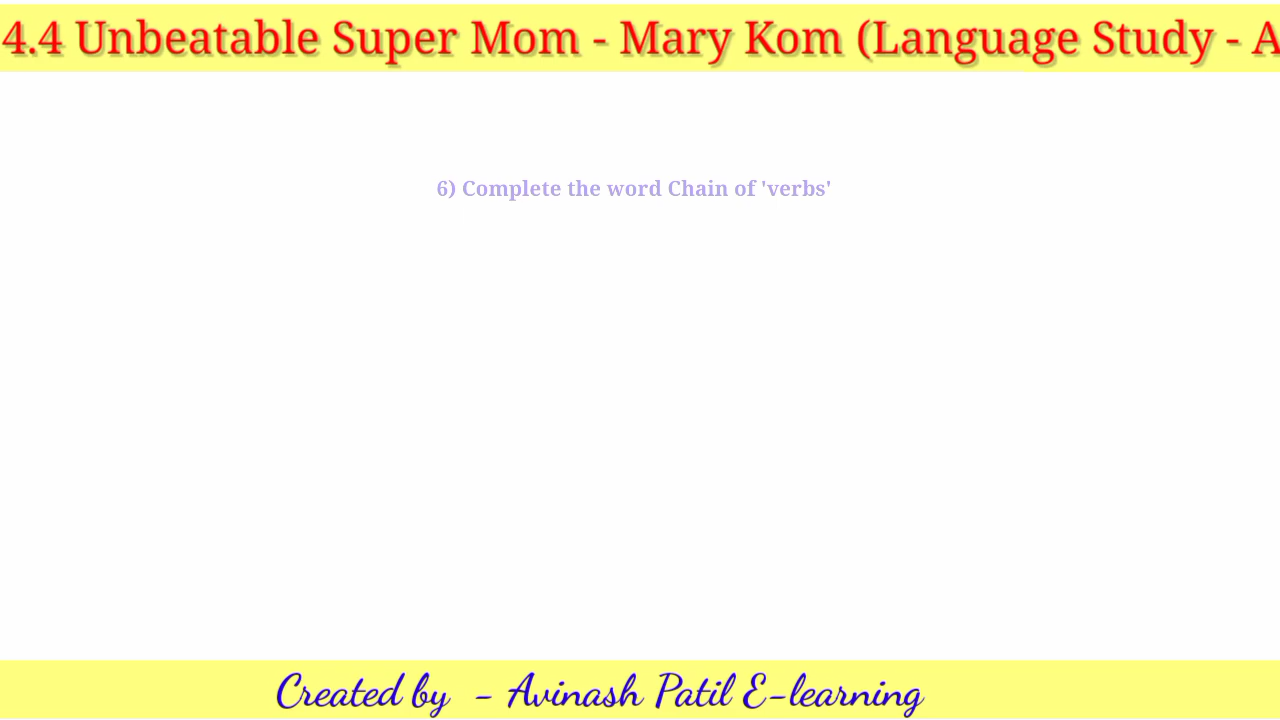 4.4 Unbeatable Super Mom - Mary Kom (Language Study - A
6) Complete the word Chain of 'verbs'
Created by - Avinash Patil E-learning